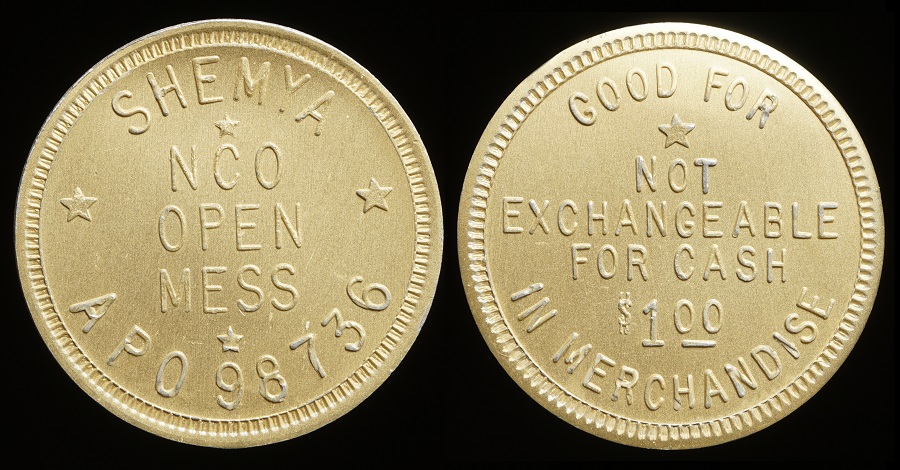 SHEMYA
NCO
OPEN
MESS
APO 98736
GOOD FOR
NOT
EXCHANGEABLE
FOR CASH
$1.00
IN MERCHANDISE